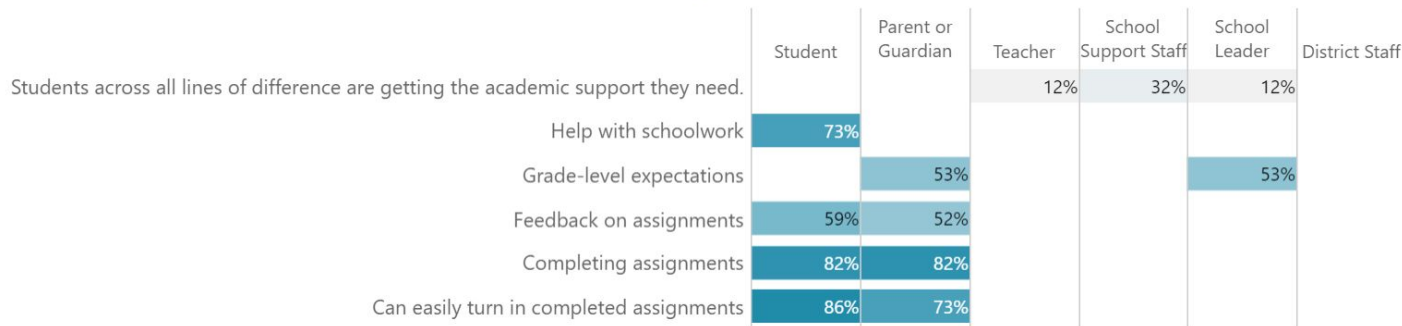 Student Parent or Guardian Teacher School Support Staff School Leader District Staff
Students across all lines of difference are getting the academic support they need. 12% 32% 12%
Help with schoolwork 73%
Grade-level expectations 53% 53%
Feedback on assignments 59% 52%
Completing assignments 82% 82%
Can easily turn in completed assignments 86% 73%